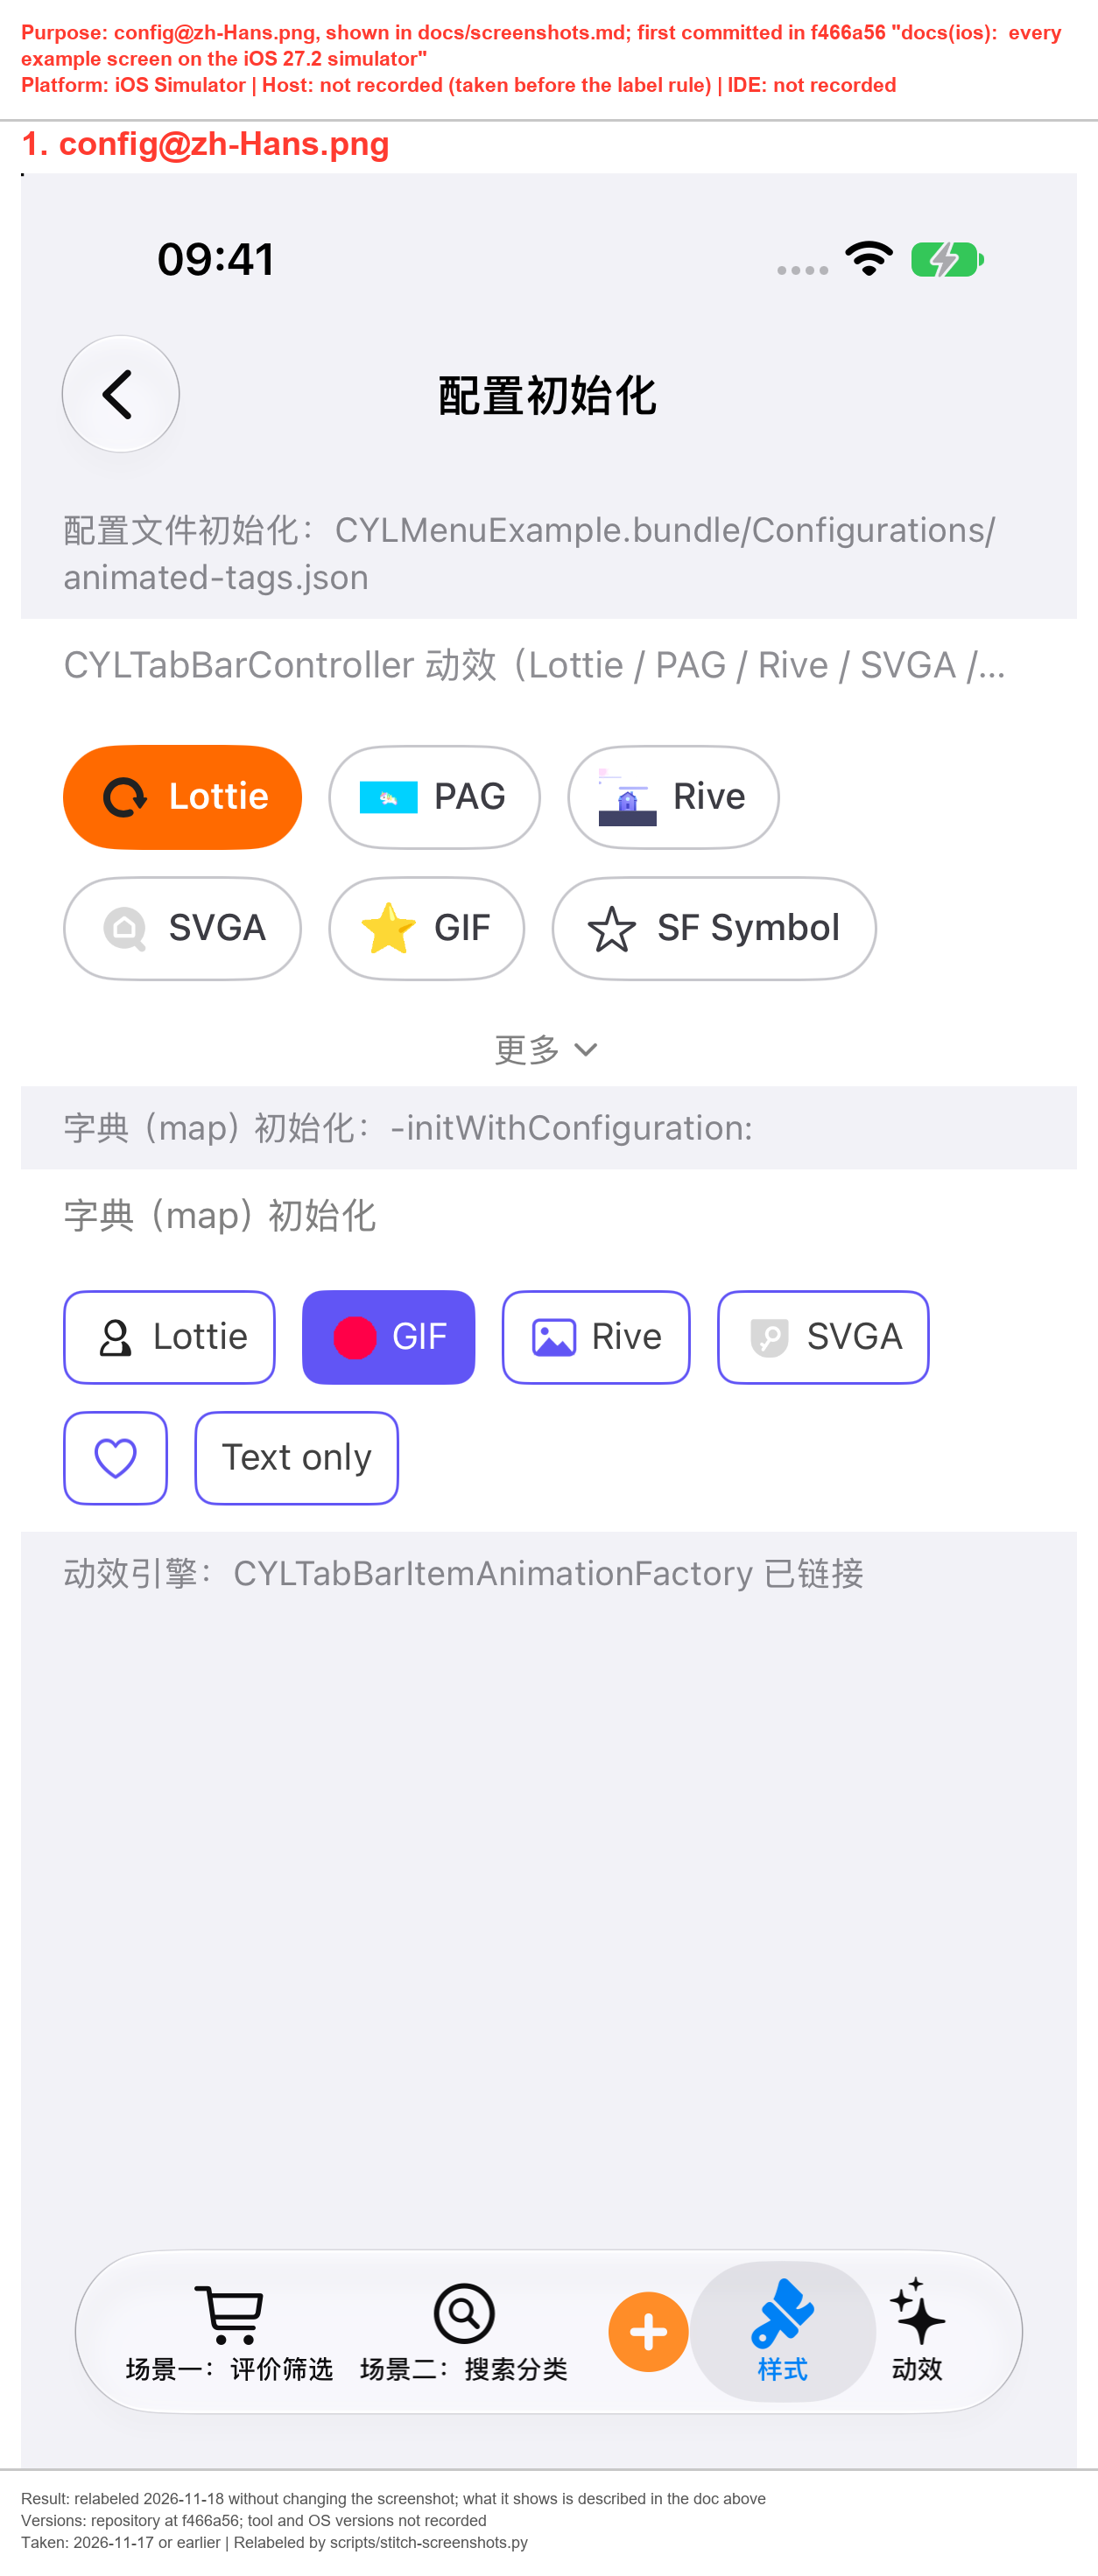 Purpose: config@zh-Hans.png, shown in docs/screenshots.md; first committed in f466a56 "docs(ios):  every
example screen on the iOS 27.2 simulator"
Platform: iOS Simulator | Host: not recorded (taken before the label rule) | IDE: not recorded
1. config@zh-Hans.png
09:41
配置初始化
配置文件初始化：CYLMenuExample.bundle/Configurations/
animated-tags.json
CYLTabBarController 动效（Lottie / PAG / Rive / SVGA /...
Lottie
PAG
Rive
SVGA
GIF
SF Symbol
更多
字典（map）初始化：-initWithConfiguration:
字典（map）初始化
Lottie
GIF
Rive
SVGA
Text only
动效引擎：CYLTabBarItemAnimationFactory 已链接
场景一：评价筛选
场景二：搜索分类
样式
动效
Result: relabeled 2026-11-18 without changing the screenshot; what it shows is described in the doc above
Versions: repository at f466a56; tool and OS versions not recorded
Taken: 2026-11-17 or earlier | Relabeled by scripts/stitch-screenshots.py